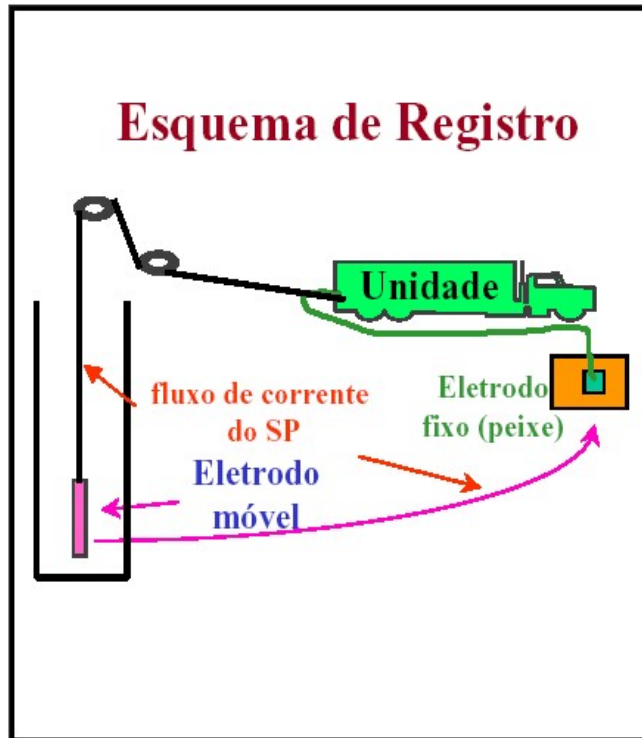 Esquema de Registro
Unidade
fluxo de corrente
do SP
Eletrodo
fixo (peixe)
Eletrodo
móvel